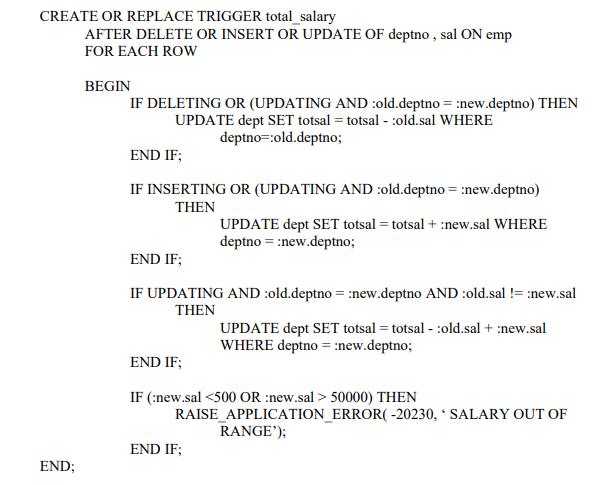 CREATE OR REPLACE TRIGGER total_salary
AFTER DELETE OR INSERT OR UPDATE OF deptno , sal ON emp
FOR EACH ROW
BEGIN
IF DELETING OR (UPDATING AND :old.deptno = :new.deptno) THEN
UPDATE dept SET totsal = totsal - :old.sal WHERE
deptno=:old.deptno;
END IF;
IF INSERTING OR (UPDATING AND :old.deptno = :new.deptno)
THEN
UPDATE dept SET totsal = totsal + :new.sal WHERE
deptno = :new.deptno;
END IF;
IF UPDATING AND :old.deptno = :new.deptno AND :old.sal != :new.sal
THEN
UPDATE dept SET totsal = totsal - :old.sal + :new.sal
WHERE deptno = :new.deptno;
END IF;
IF (:new.sal <500 OR :new.sal > 50000) THEN
RAISE_APPLICATION_ERROR( -20230, ‘ SALARY OUT OF
RANGE’);
END IF;
END;